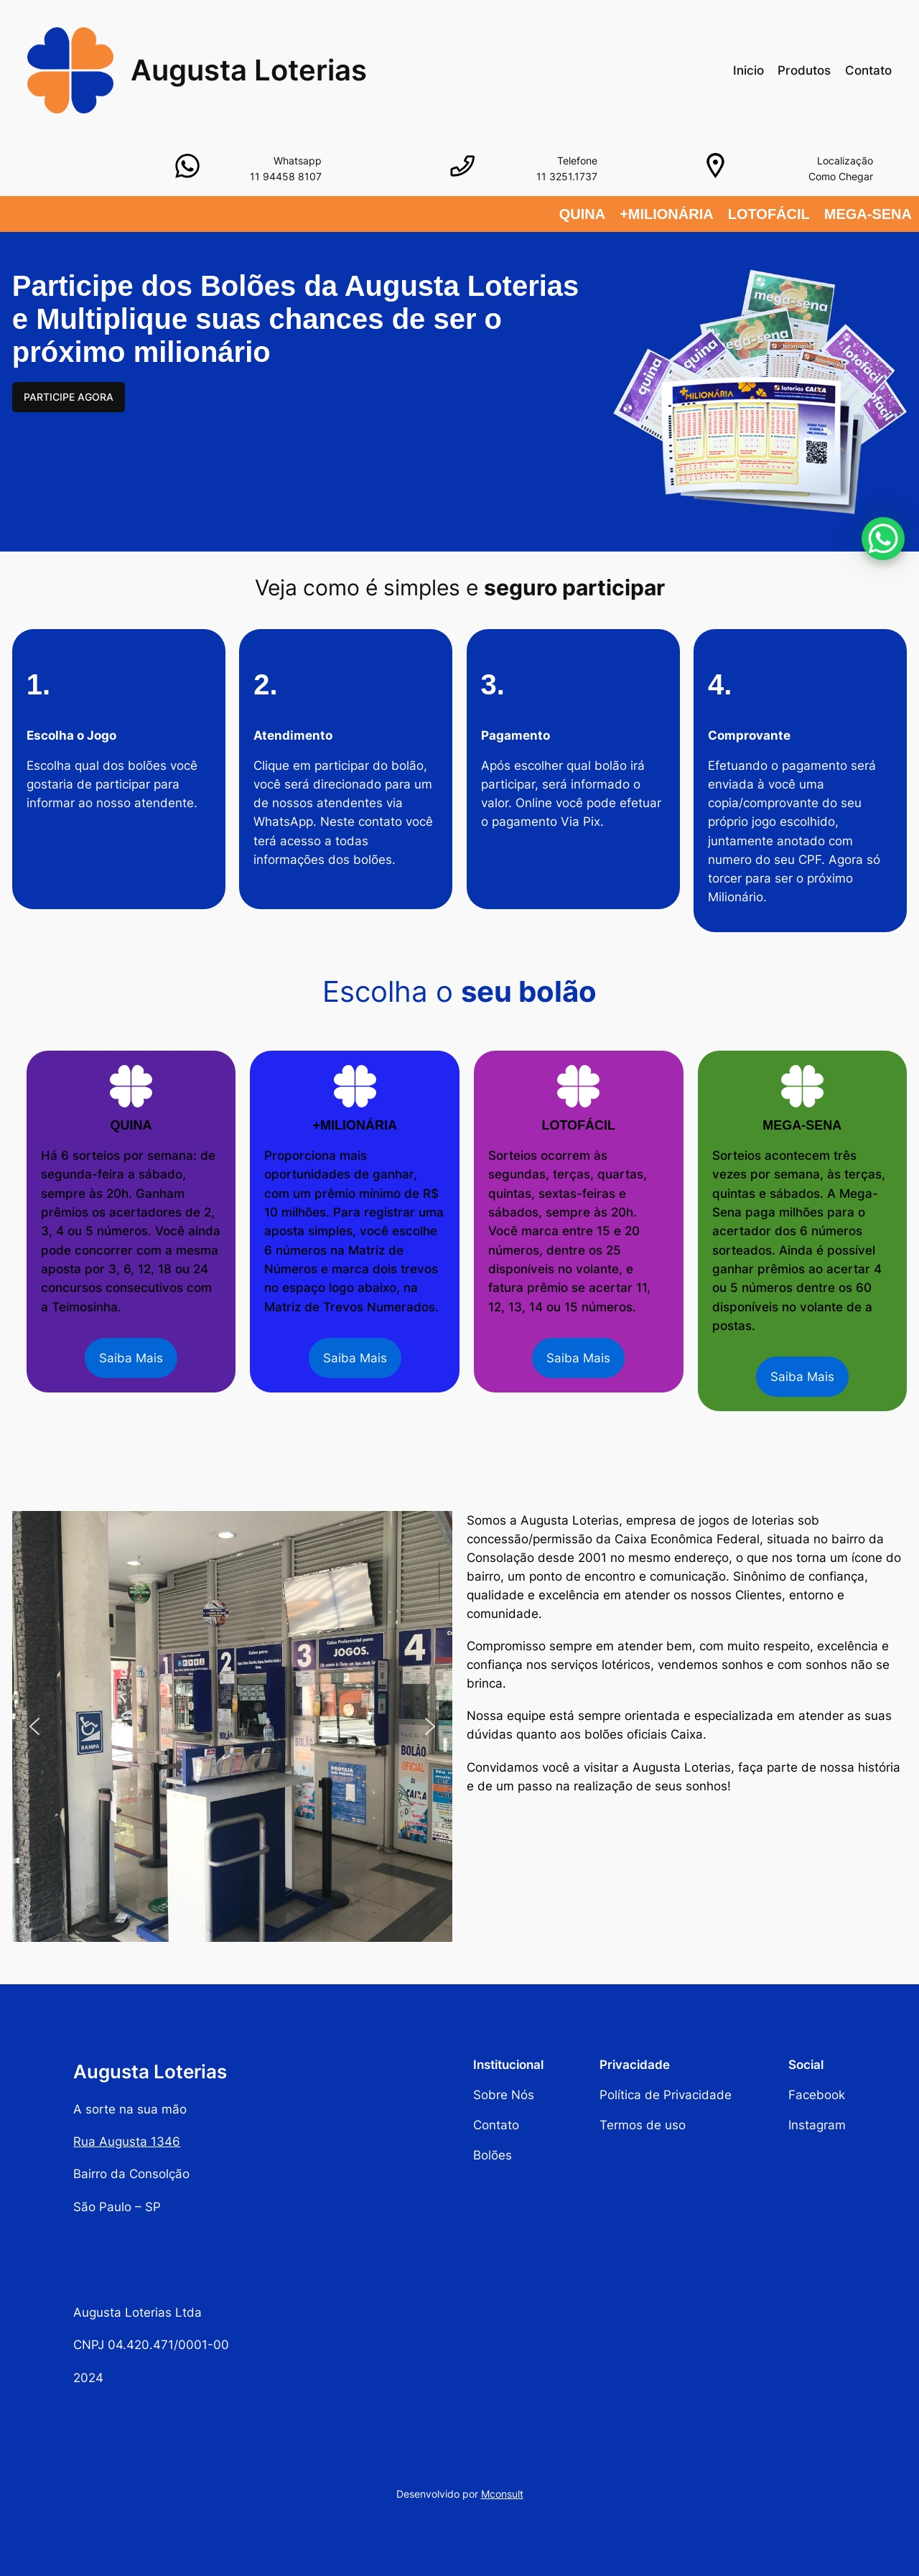 Augusta Loterias
Inicio Produtos Contato
Whatsapp
11 94458 8107
Telefone
11 3251.1737
Localização
Como Chegar
QUINA +MILIONÁRIA LOTOFÁCIL MEGA-SENA
Participe dos Bolões da Augusta Loterias
e Multiplique suas chances de ser o
próximo milionário
PARTICIPE AGORA
mega-sena
mega-sena
quina
quina
lotofácil
+MILIONÁRIA
loterias CAIXA
Veja como é simples e seguro participar
1.
Escolha o Jogo
Escolha qual dos bolões você
gostaria de participar para
informar ao nosso atendente.
2.
Atendimento
Clique em participar do bolão,
você será direcionado para um
de nossos atendentes via
WhatsApp. Neste contato você
terá acesso a todas
informações dos bolões.
3.
Pagamento
Após escolher qual bolão irá
participar, será informado o
valor. Online você pode efetuar
o pagamento Via Pix.
4.
Comprovante
Efetuando o pagamento será
enviada à você uma
copia/comprovante do seu
próprio jogo escolhido,
juntamente anotado com
numero do seu CPF. Agora só
torcer para ser o próximo
Milionário.
Escolha o seu bolão
QUINA
Há 6 sorteios por semana: de
segunda-feira a sábado,
sempre às 20h. Ganham
prêmios os acertadores de 2,
3, 4 ou 5 números. Você ainda
pode concorrer com a mesma
aposta por 3, 6, 12, 18 ou 24
concursos consecutivos com
a Teimosinha.
Saiba Mais
+MILIONÁRIA
Proporciona mais
oportunidades de ganhar,
com um prêmio mínimo de R$
10 milhões. Para registrar uma
aposta simples, você escolhe
6 números na Matriz de
Números e marca dois trevos
no espaço logo abaixo, na
Matriz de Trevos Numerados.
Saiba Mais
LOTOFÁCIL
Sorteios ocorrem às
segundas, terças, quartas,
quintas, sextas-feiras e
sábados, sempre às 20h.
Você marca entre 15 e 20
números, dentre os 25
disponíveis no volante, e
fatura prêmio se acertar 11,
12, 13, 14 ou 15 números.
Saiba Mais
MEGA-SENA
Sorteios acontecem três
vezes por semana, às terças,
quintas e sábados. A Mega-
Sena paga milhões para o
acertador dos 6 números
sorteados. Ainda é possível
ganhar prêmios ao acertar 4
ou 5 números dentre os 60
disponíveis no volante de a
postas.
Saiba Mais
1
2
3
4
JOGOS.
RAMPA
BOLÃO
OFICIAL
CAIXA
Somos a Augusta Loterias, empresa de jogos de loterias sob
concessão/permissão da Caixa Econômica Federal, situada no bairro da
Consolação desde 2001 no mesmo endereço, o que nos torna um ícone do
bairro, um ponto de encontro e comunicação. Sinônimo de confiança,
qualidade e excelência em atender os nossos Clientes, entorno e
comunidade.
Compromisso sempre em atender bem, com muito respeito, excelência e
confiança nos serviços lotéricos, vendemos sonhos e com sonhos não se
brinca.
Nossa equipe está sempre orientada e especializada em atender as suas
dúvidas quanto aos bolões oficiais Caixa.
Convidamos você a visitar a Augusta Loterias, faça parte de nossa história
e de um passo na realização de seus sonhos!
Augusta Loterias
A sorte na sua mão
Rua Augusta 1346
Bairro da Consolção
São Paulo – SP
Institucional
Sobre Nós
Contato
Bolões
Privacidade
Política de Privacidade
Termos de uso
Social
Facebook
Instagram
Augusta Loterias Ltda
CNPJ 04.420.471/0001-00
2024
Desenvolvido por Mconsult